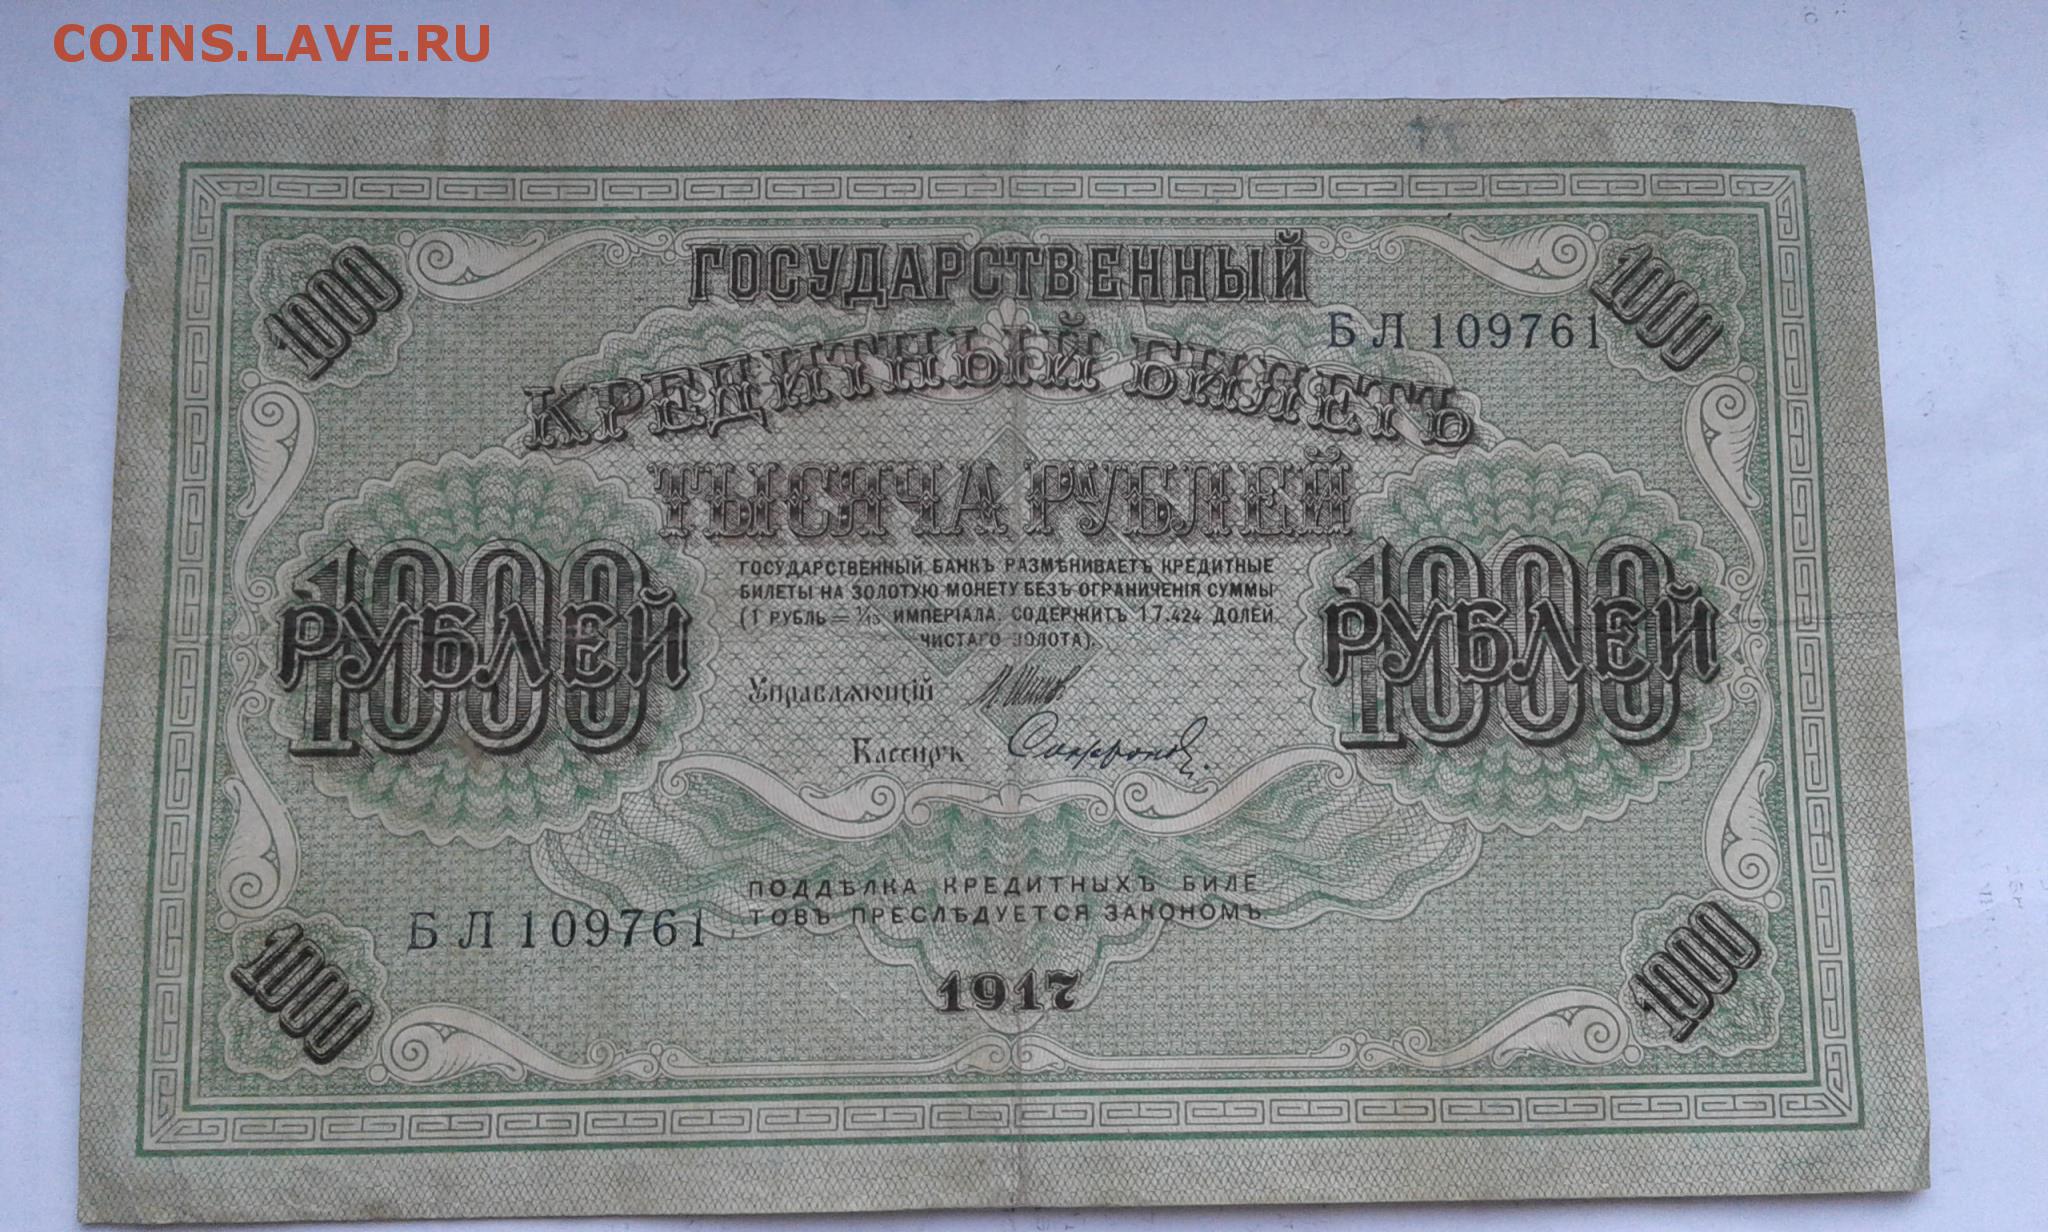 COINS.LAVE.RU
1000
1000
ГОСУДАРСТВЕННЫЙ
БЛ 109761
КРЕДИТНЫЙ БИЛЕТЪ
ТЫСЯЧА РУБЛЕЙ
1000 РУБЛЕЙ
1000 РУБЛЕЙ
ГОСУДАРСТВЕННЫЙ БАНКЪ РАЗМѢНИВАЕТЪ КРЕДИТНЫЕ
БИЛЕТЫ НА ЗОЛОТУЮ МОНЕТУ БЕЗЪ ОГРАНИЧЕНІЯ СУММЫ
(1 РУБЛЬ = 1/15 ИМПЕРІАЛА, СОДЕРЖИТЪ 17.424 ДОЛЕЙ
ЧИСТАГО ЗОЛОТА).
Управляющій И Шипов
Кассиръ Сафронов
ПОДДѢЛКА КРЕДИТНЫХЪ БИЛЕ
ТОВЪ ПРЕСЛѢДУЕТСЯ ЗАКОНОМЪ
БЛ 109761
1917
1000
1000